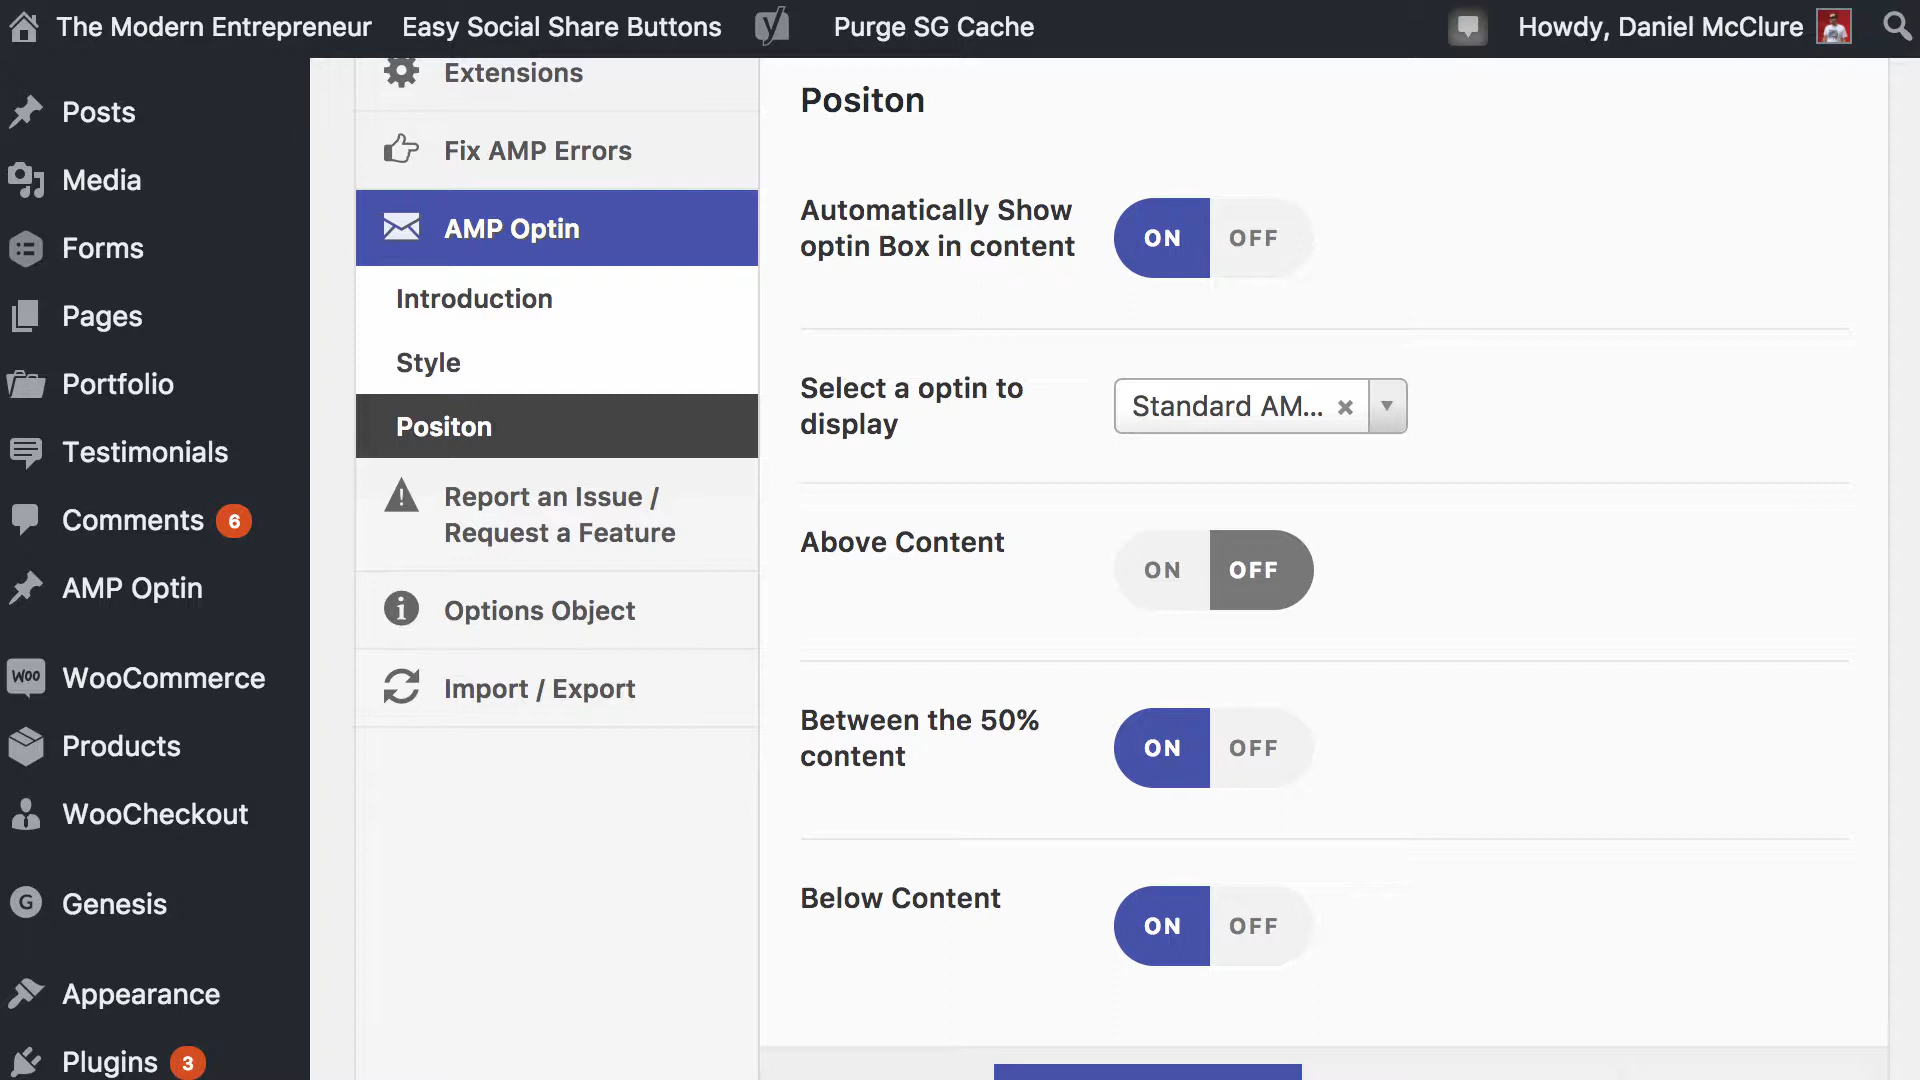 The Modern Entrepreneur Easy Social Share Buttons Purge SG Cache Howdy, Daniel McClure
Posts
Media
Forms
Pages
Portfolio
Testimonials
Comments 6
AMP Optin
WOO WooCommerce
Products
WooCheckout
G Genesis
Appearance
Plugins 3
Extensions
Fix AMP Errors
AMP Optin
Introduction
Style
Positon
Report an Issue /
Request a Feature
Options Object
Import / Export
Positon
Automatically Show
optin Box in content
ON OFF
Select a optin to
display
Standard AM...
Above Content
ON OFF
Between the 50%
content
ON OFF
Below Content
ON OFF